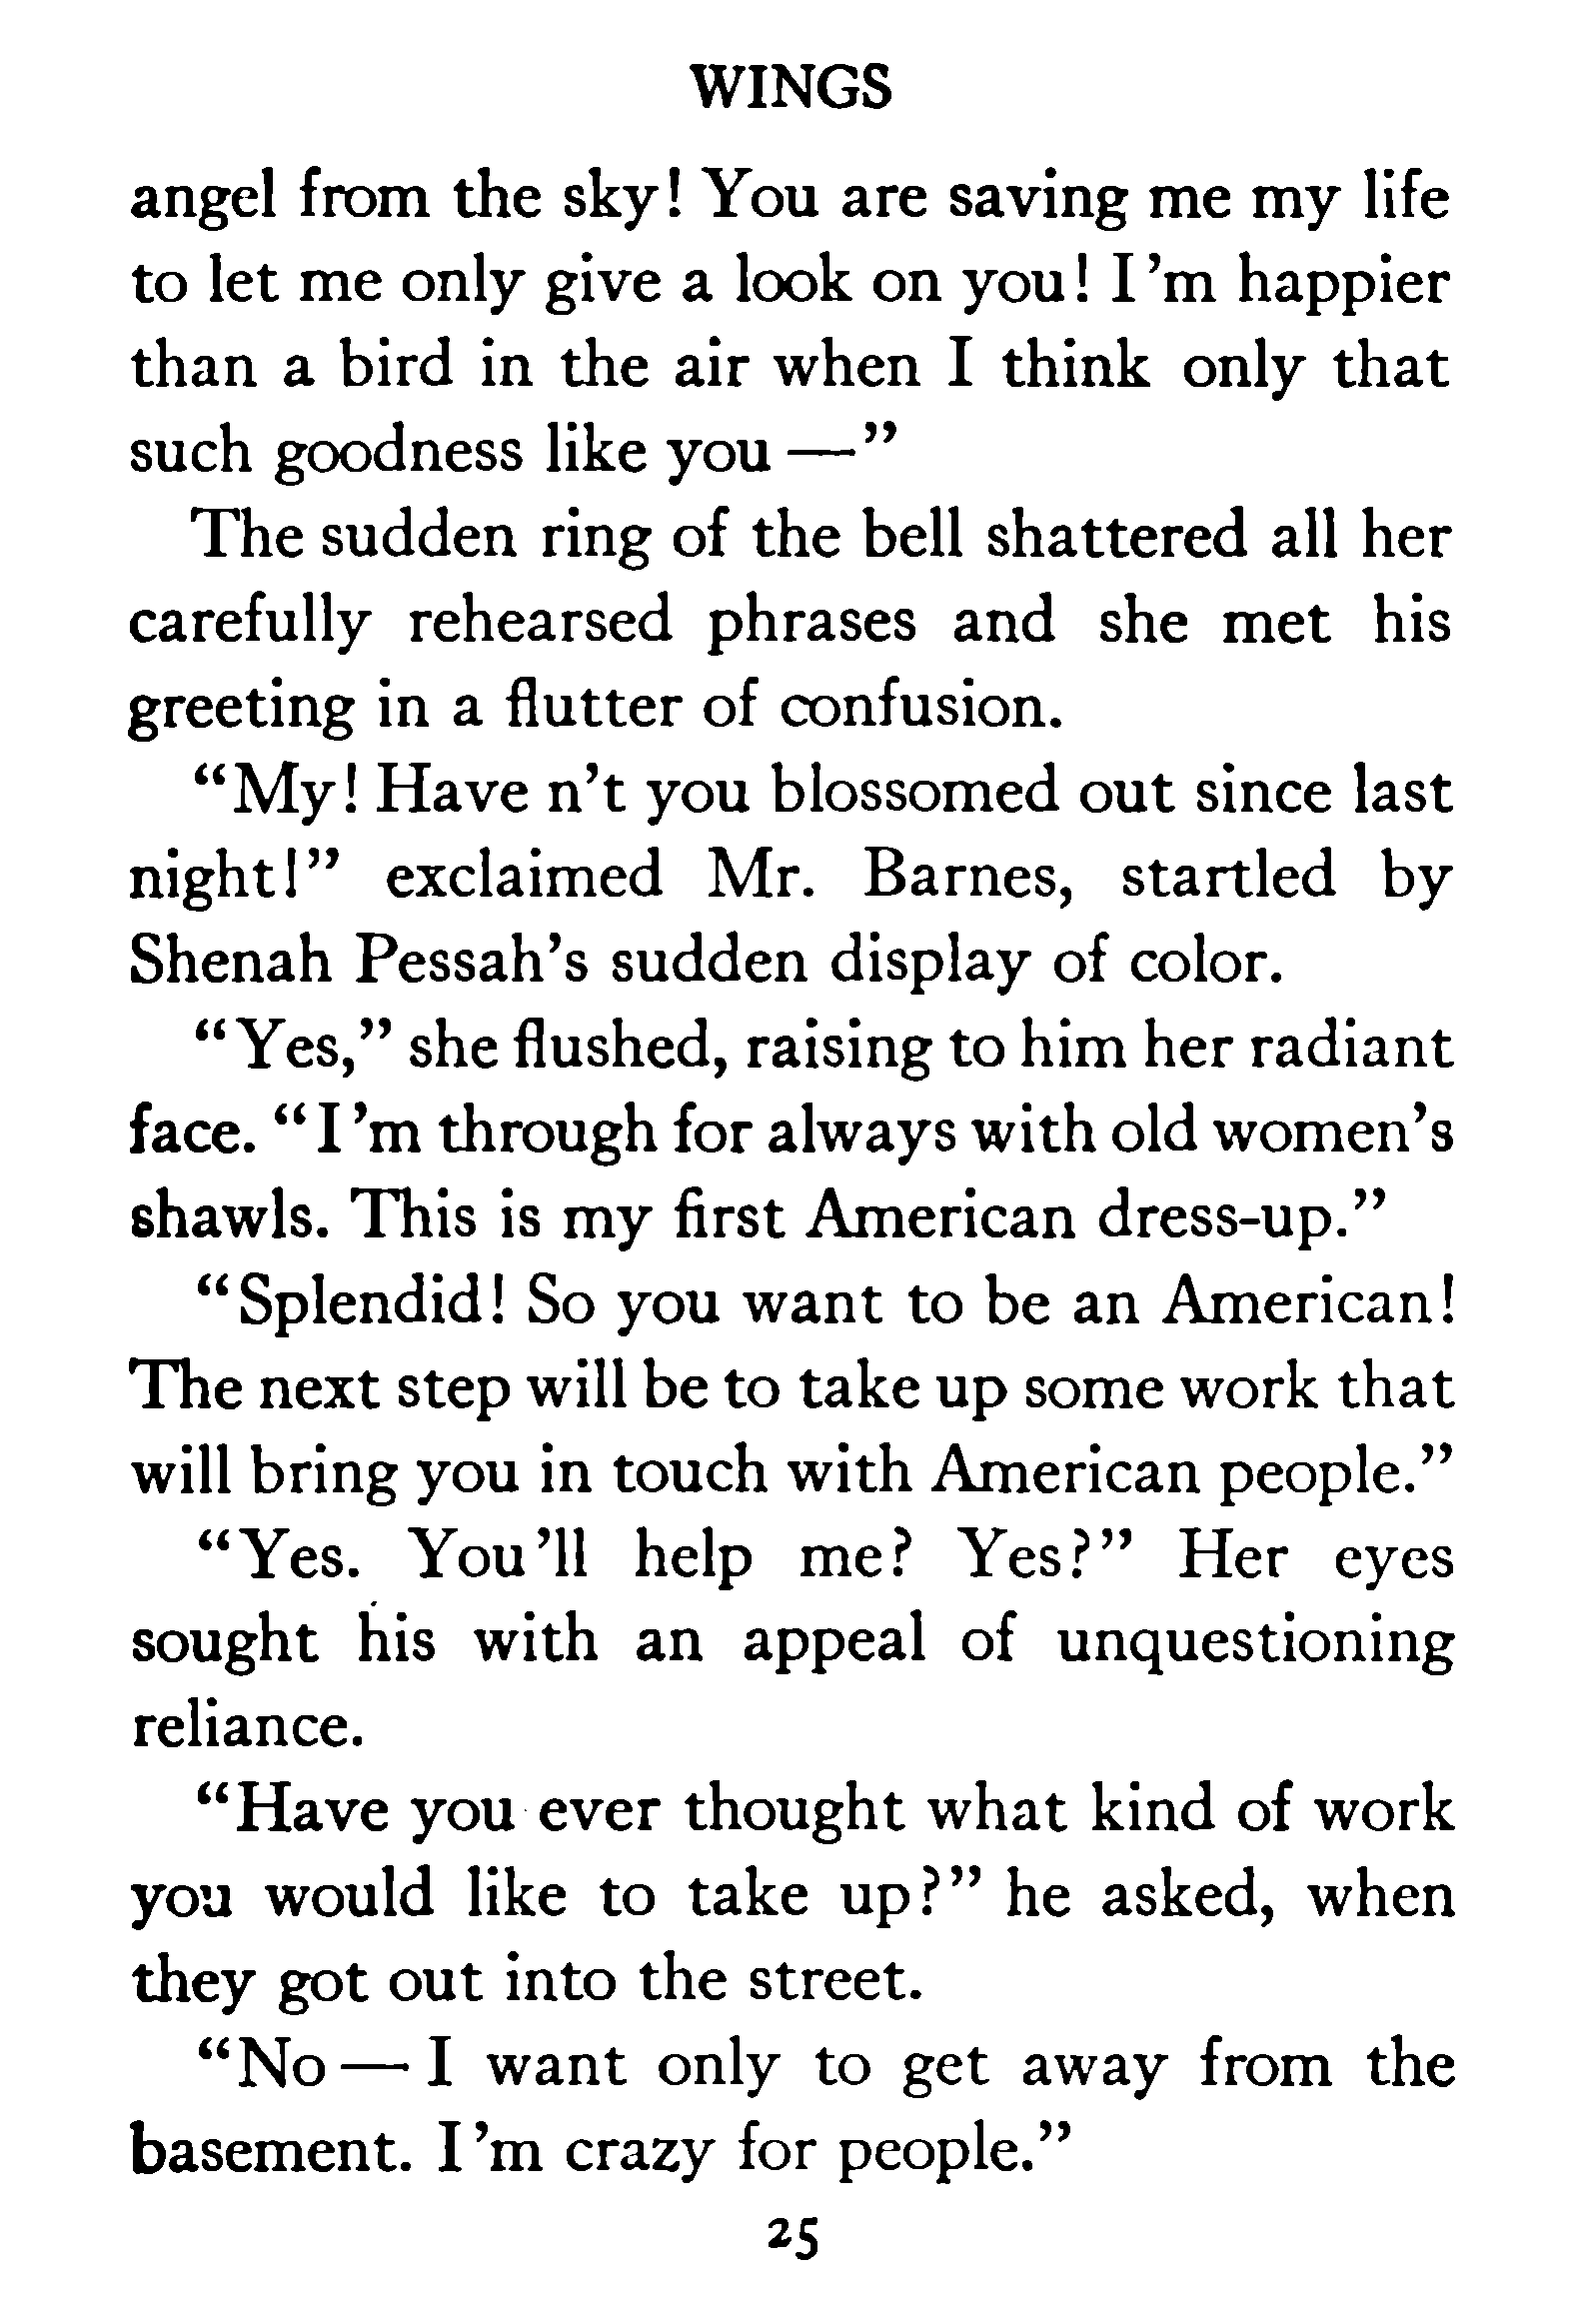 WINGS
angel from the sky! You are saving me my life
to let me only give a look on you! I'm happier
than a bird in the air when I think only that
such goodness like you —”
The sudden ring of the bell shattered all her
carefully rehearsed phrases and she met his
greeting in a flutter of confusion.
“My! Have n't you blossomed out since last
night!” exclaimed Mr. Barnes, startled by
Shenah Pessah's sudden display of color.
“Yes,” she flushed, raising to him her radiant
face. “I'm through for always with old women's
shawls. This is my first American dress-up.”
“Splendid! So you want to be an American!
The next step will be to take up some work that
will bring you in touch with American people.”
“Yes. You'll help me? Yes?” Her eyes
sought his with an appeal of unquestioning
reliance.
“Have you ever thought what kind of work
you would like to take up?” he asked, when
they got out into the street.
“No — I want only to get away from the
basement. I'm crazy for people.”
25